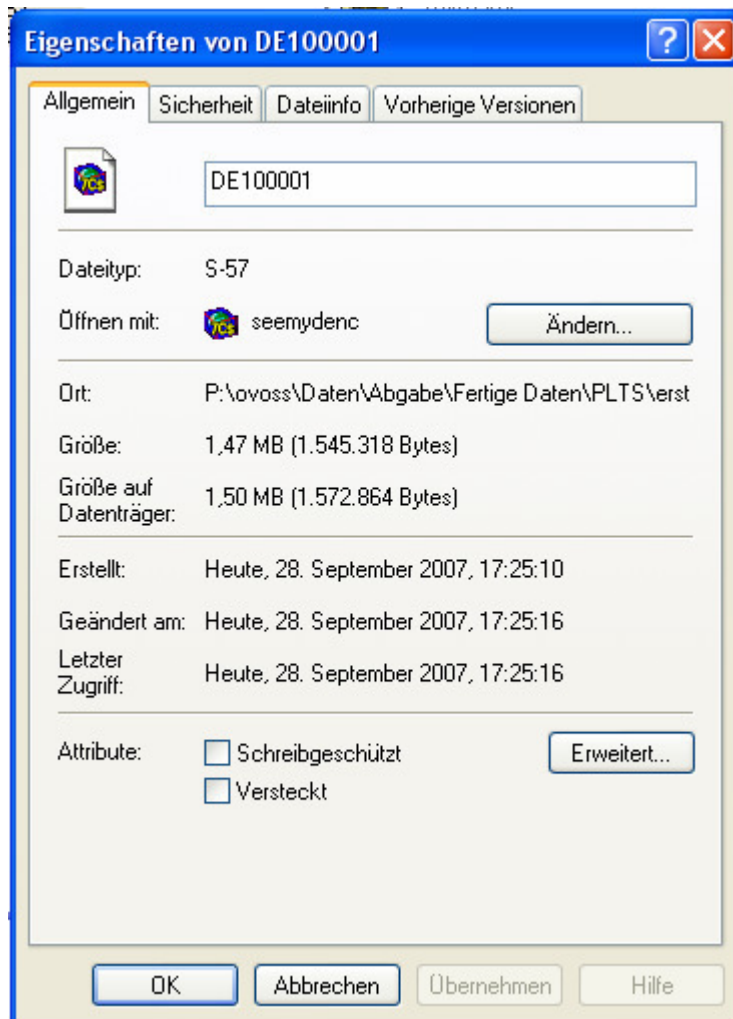 Eigenschaften von DE100001
Allgemein Sicherheit Dateiinfo Vorherige Versionen
7Cs
DE100001
Dateityp: S-57
Öffnen mit: 7Cs seemydenc Ändern...
Ort: P:\ovoss\Daten\Abgabe\Fertige Daten\PLTS\erst
Größe: 1,47 MB (1.545.318 Bytes)
Größe auf
Datenträger: 1,50 MB (1.572.864 Bytes)
Erstellt: Heute, 28. September 2007, 17:25:10
Geändert am: Heute, 28. September 2007, 17:25:16
Letzter
Zugriff: Heute, 28. September 2007, 17:25:16
Attribute: Schreibgeschützt Erweitert...
Versteckt
OK Abbrechen Übernehmen Hilfe